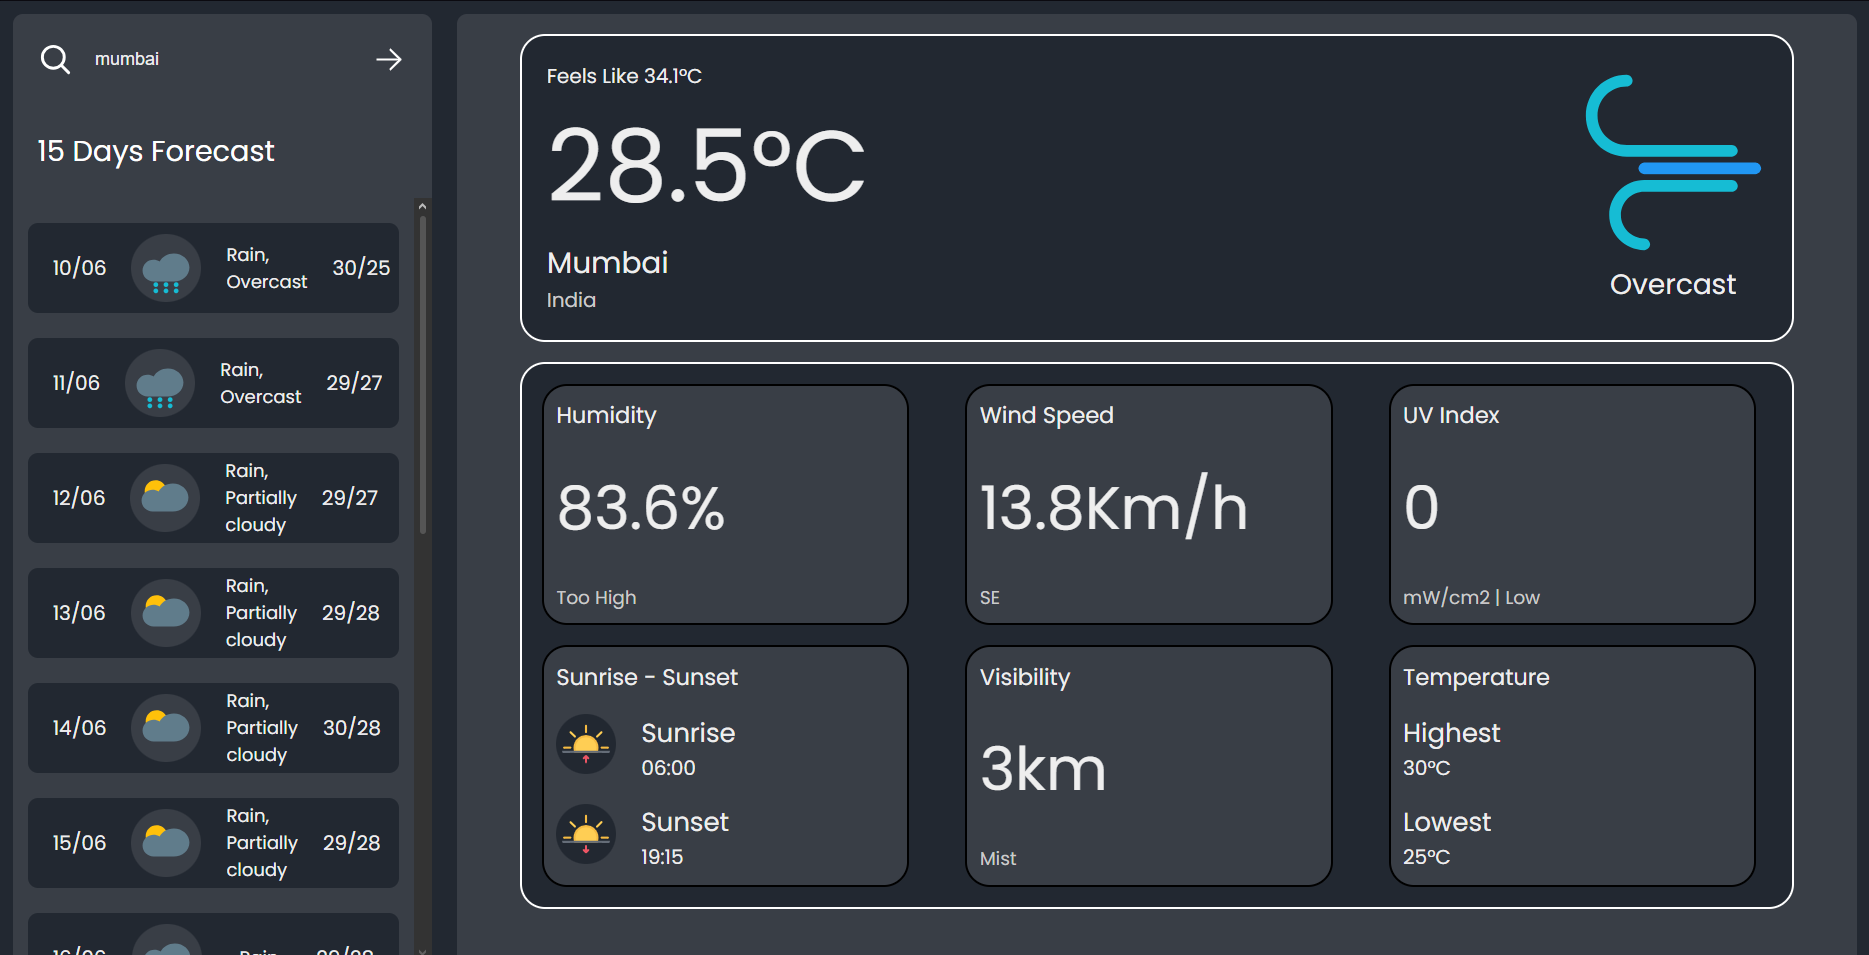 mumbai
15 Days Forecast
10/06
Rain,
Overcast
30/25
11/06
Rain,
Overcast
29/27
12/06
Rain,
Partially
cloudy
29/27
13/06
Rain,
Partially
cloudy
29/28
14/06
Rain,
Partially
cloudy
30/28
15/06
Rain,
Partially
cloudy
29/28
Feels Like 34.1°C
28.5°C
Mumbai
India
Overcast
Humidity
83.6%
Too High
Wind Speed
13.8Km/h
SE
UV Index
0
mW/cm2 | Low
Sunrise - Sunset
Sunrise
06:00
Sunset
19:15
Visibility
3km
Mist
Temperature
Highest
30°C
Lowest
25°C